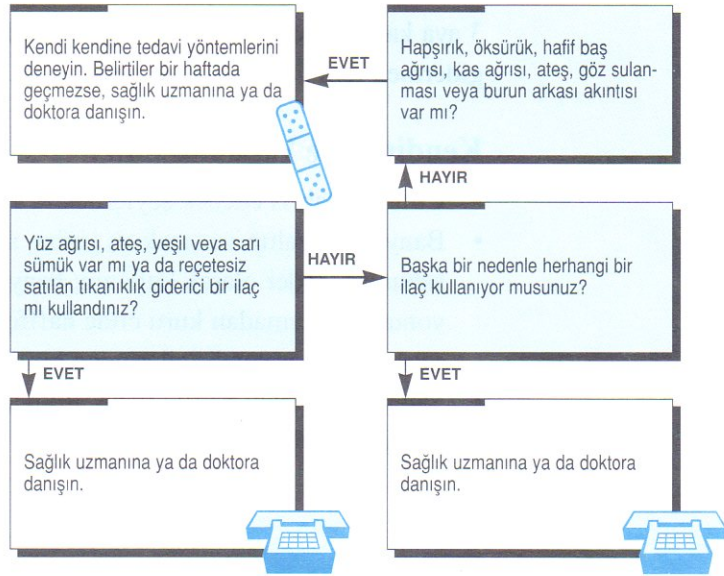 Kendi kendine tedavi yöntemlerini
deneyin. Belirtiler bir haftada
geçmezse, sağlık uzmanına ya da
doktora danışın.
EVET
Hapşırık, öksürük, hafif baş
ağrısı, kas ağrısı, ateş, göz sulan-
ması veya burun arkası akıntısı
var mı?
HAYIR
Yüz ağrısı, ateş, yeşil veya sarı
sümük var mı ya da reçetesiz
satılan tıkanıklık giderici bir ilaç
mı kullandınız?
HAYIR
Başka bir nedenle herhangi bir
ilaç kullanıyor musunuz?
EVET
EVET
Sağlık uzmanına ya da doktora
danışın.
Sağlık uzmanına ya da doktora
danışın.